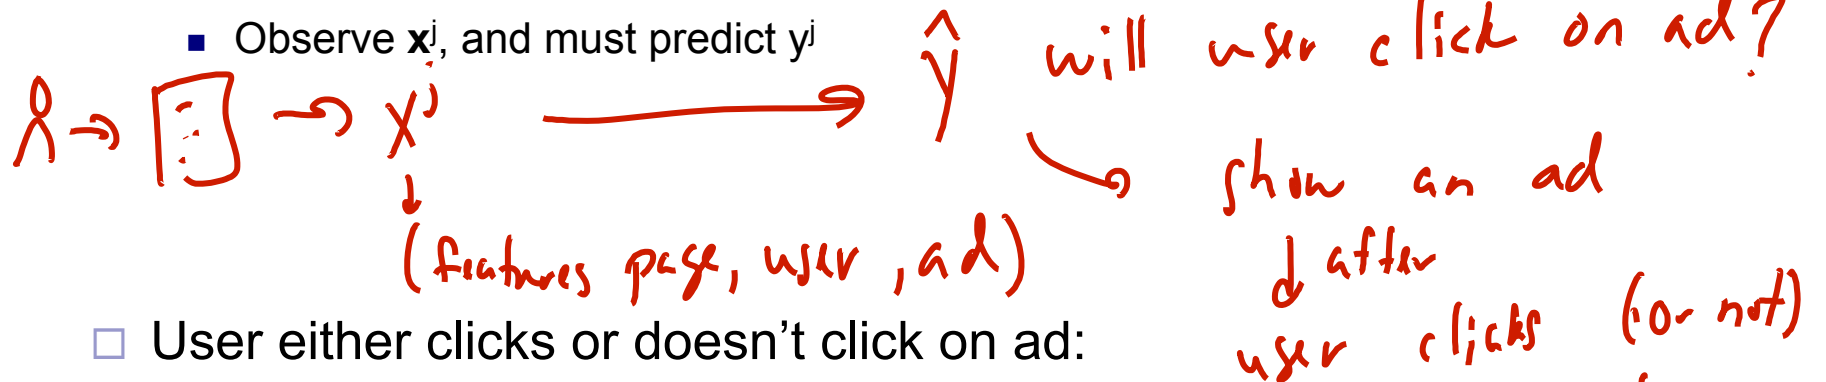 ▪ Observe xʲ, and must predict yʲ
ŷ will user click on ad?
xʲ
show an ad
(features page, user, ad)
after
□ User either clicks or doesn't click on ad:
user clicks (or not)